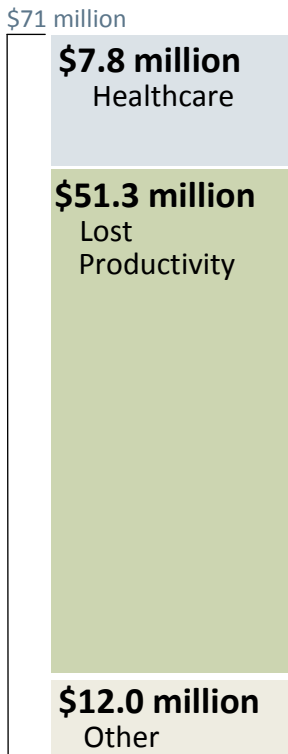 $71 million
$7.8 million
Healthcare
$51.3 million
Lost
Productivity
$12.0 million
Other